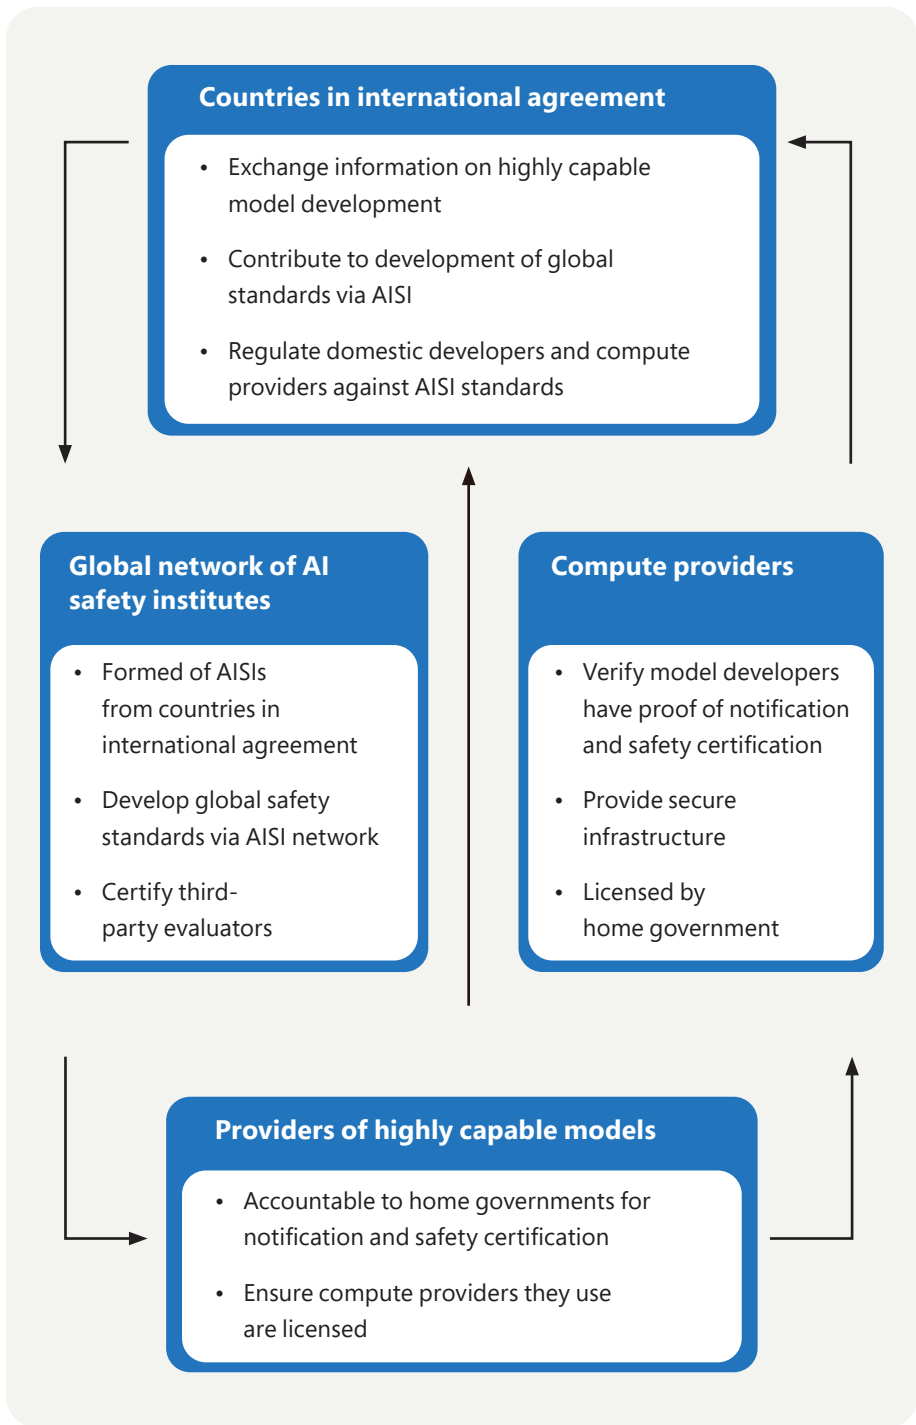 Countries in international agreement
• Exchange information on highly capable
model development
• Contribute to development of global
standards via AISI
• Regulate domestic developers and compute
providers against AISI standards
Global network of AI
safety institutes
• Formed of AISIs
from countries in
international agreement
• Develop global safety
standards via AISI network
• Certify third-
party evaluators
Compute providers
• Verify model developers
have proof of notification
and safety certification
• Provide secure
infrastructure
• Licensed by
home government
Providers of highly capable models
• Accountable to home governments for
notification and safety certification
• Ensure compute providers they use
are licensed